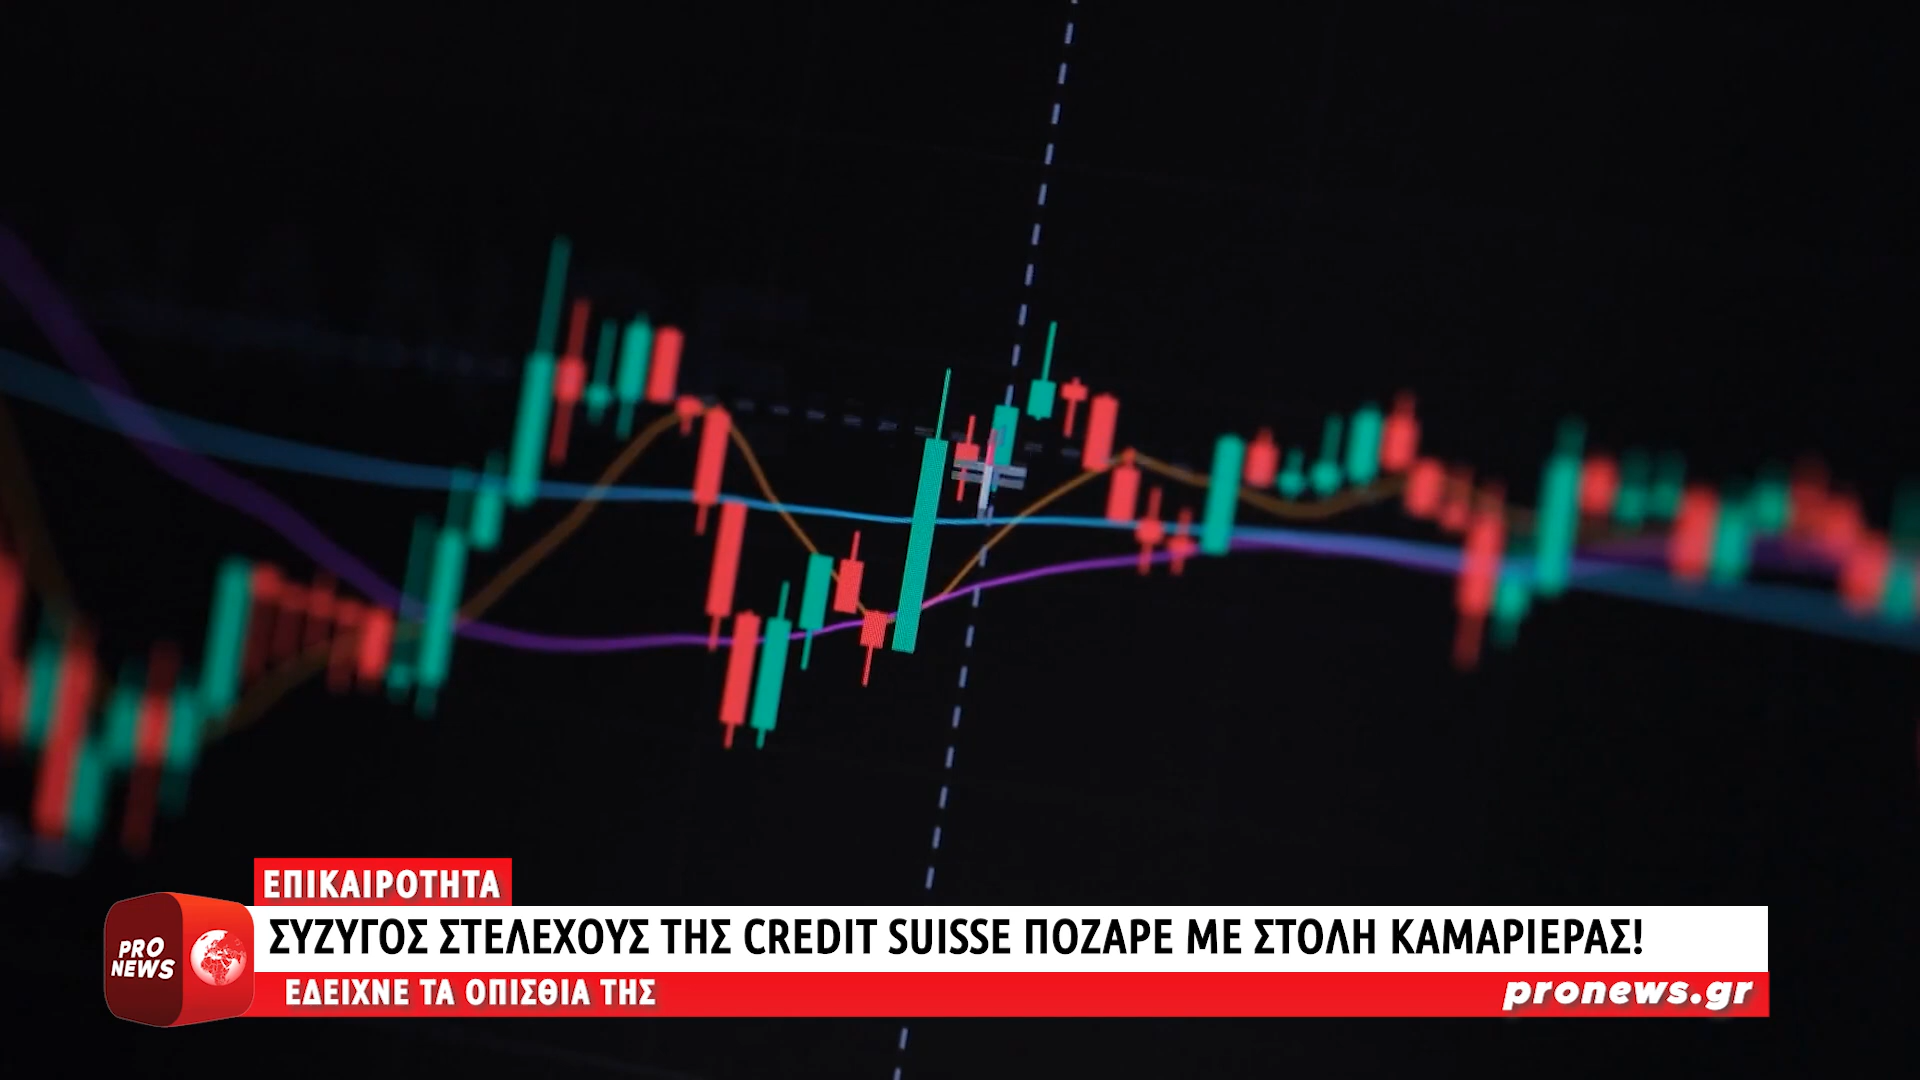 ΕΠΙΚΑΙΡΟΤΗΤΑ
ΣΥΖΥΓΟΣ ΣΤΕΛΕΧΟΥΣ ΤΗΣ CREDIT SUISSE ΠΟΖΑΡΕ ΜΕ ΣΤΟΛΗ ΚΑΜΑΡΙΕΡΑΣ!
PRO
NEWS
ΕΔΕΙΧΝΕ ΤΑ ΟΠΙΣΘΙΑ ΤΗΣ
pronews.gr